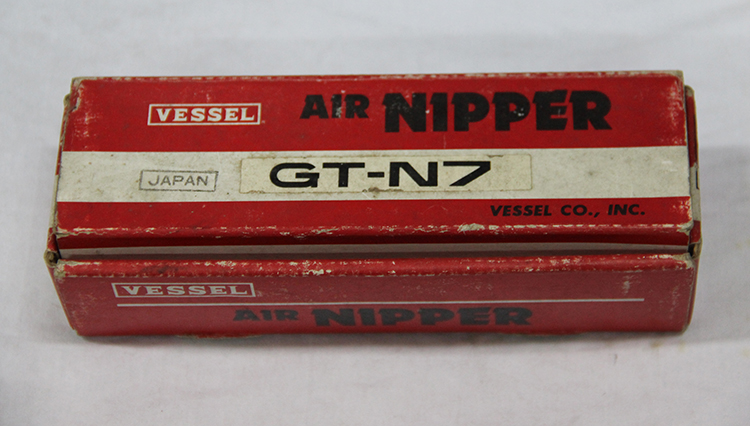 VESSEL AIR NIPPER
JAPAN GT-N7
VESSEL CO., INC.
VESSEL
AIR NIPPER